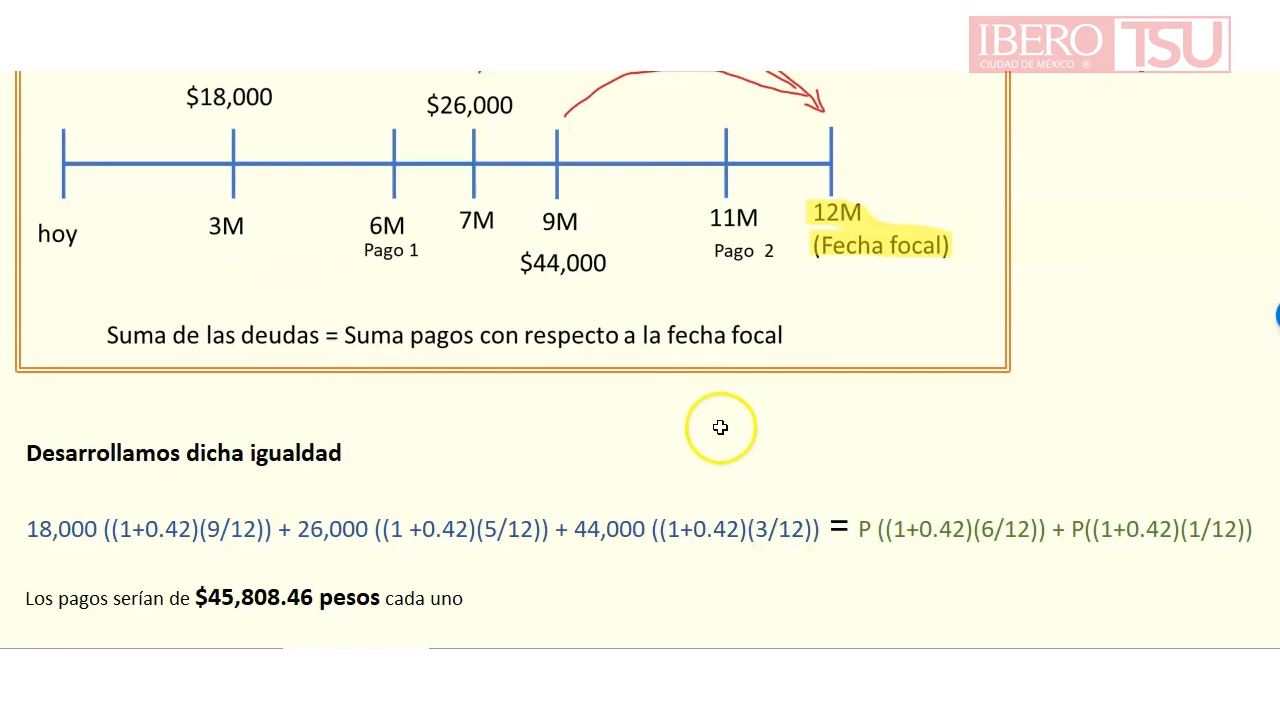 IBERO TSU
CIUDAD DE MÉXICO ®
$18,000
$26,000
hoy
3M
6M
7M
9M
11M
12M
Pago 1
Pago 2
(Fecha focal)
$44,000
Suma de las deudas = Suma pagos con respecto a la fecha focal
Desarrollamos dicha igualdad
18,000 ((1+0.42)(9/12)) + 26,000 ((1 +0.42)(5/12)) + 44,000 ((1+0.42)(3/12)) = P ((1+0.42)(6/12)) + P((1+0.42)(1/12))
Los pagos serían de $45,808.46 pesos cada uno